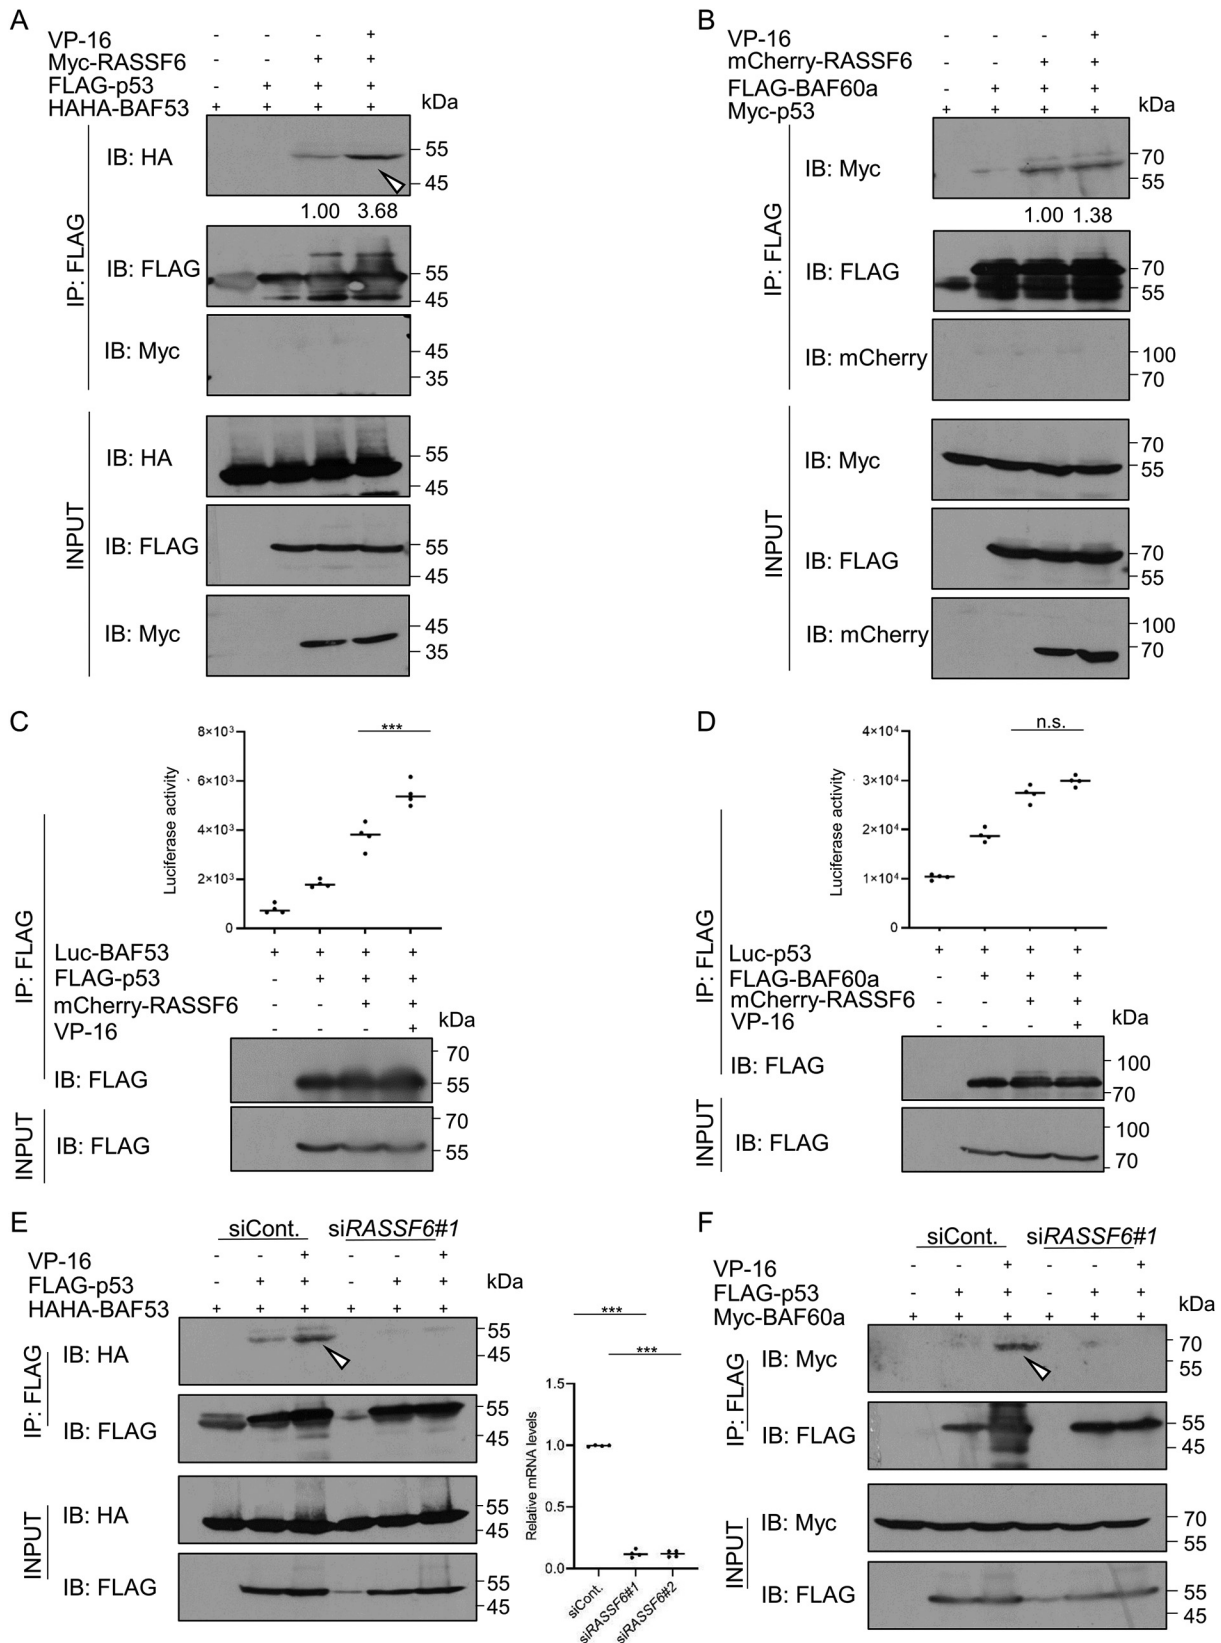 A
VP-16 - - - +
Myc-RASSF6 - - + +
FLAG-p53 - + + +
HAHA-BAF53 + + + +
kDa
IP: FLAG
IB: HA
55
45
1.00 3.68
IB: FLAG
55
45
IB: Myc
45
35
INPUT
IB: HA
55
45
IB: FLAG
55
45
IB: Myc
45
35
B
VP-16 - - - +
mCherry-RASSF6 - - + +
FLAG-BAF60a - + + +
Myc-p53 + + + +
kDa
IP: FLAG
IB: Myc
70
55
1.00 1.38
IB: FLAG
70
55
IB: mCherry
100
70
INPUT
IB: Myc
70
55
IB: FLAG
70
55
IB: mCherry
100
70
C
***
Luciferase activity
8×10³
6×10³
4×10³
2×10³
0
IP: FLAG
Luc-BAF53 + + + +
FLAG-p53 - + + +
mCherry-RASSF6 - - + +
VP-16 - - - +
kDa
IB: FLAG
70
55
INPUT
IB: FLAG
70
55
D
n.s.
Luciferase activity
4×10⁴
3×10⁴
2×10⁴
1×10⁴
0
IP: FLAG
Luc-p53 + + + +
FLAG-BAF60a - + + +
mCherry-RASSF6 - - + +
VP-16 - - - +
kDa
IB: FLAG
100
70
INPUT
IB: FLAG
100
70
E
siCont. siRASSF6#1
VP-16 - - + - - +
FLAG-p53 - + + - + +
HAHA-BAF53 + + + + + +
kDa
IP: FLAG
IB: HA
55
45
IB: FLAG
55
45
INPUT
IB: HA
55
45
IB: FLAG
55
45
***
***
Relative mRNA levels
1.5
1.0
0.5
0.0
siCont.
siRASSF6#1
siRASSF6#2
F
siCont. siRASSF6#1
VP-16 - - + - - +
FLAG-p53 - + + - + +
Myc-BAF60a + + + + + +
kDa
IP: FLAG
IB: Myc
70
55
IB: FLAG
55
45
INPUT
IB: Myc
70
55
IB: FLAG
55
45